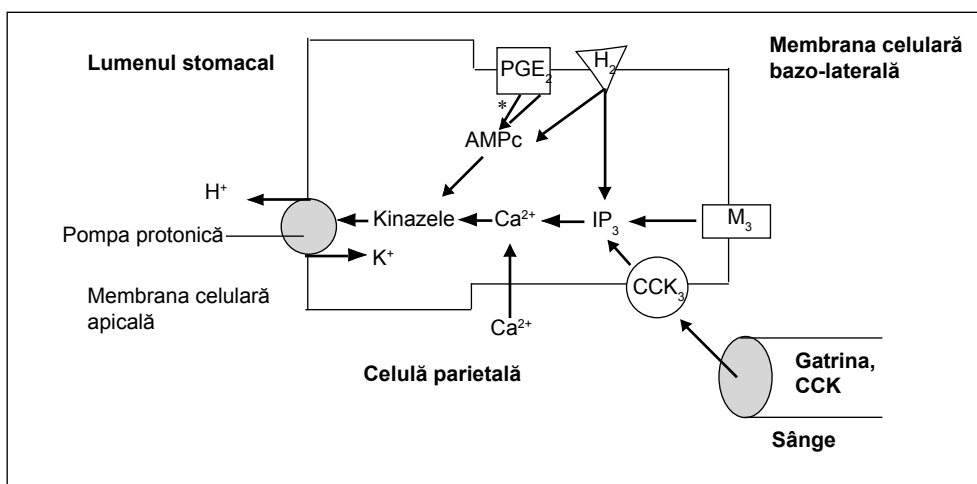 Lumenul stomacal
PGE₂
H₂
Membrana celulară
bazo-laterală
*
AMPc
H⁺
Kinazele
Ca²⁺
IP₃
M₃
Pompa protonică
K⁺
CCK₃
Membrana celulară
apicală
Ca²⁺
Celulă parietală
Gatrina,
CCK
Sânge